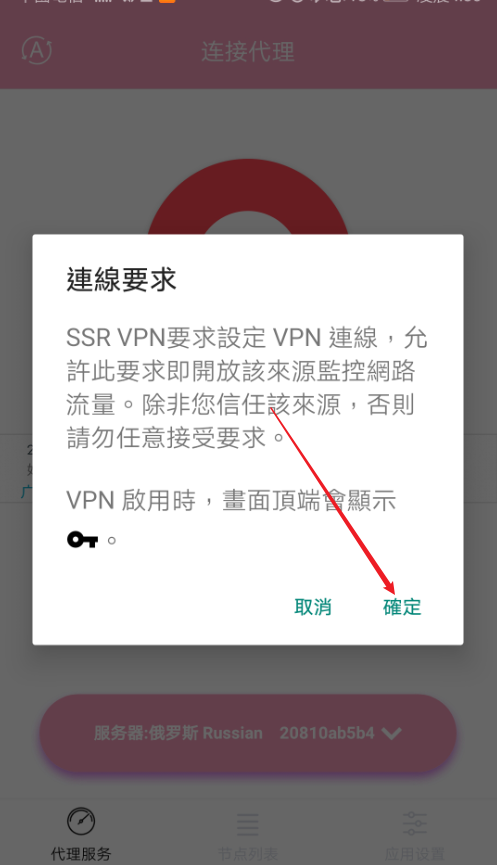 连接代理
連線要求
SSR VPN要求設定 VPN 連線，允
許此要求即開放該來源監控網路
流量。除非您信任該來源，否則
請勿任意接受要求。
VPN 啟用時，畫面頂端會顯示
。
取消 確定
服务器:俄罗斯 Russian 20810ab5b4
代理服务 节点列表 应用设置